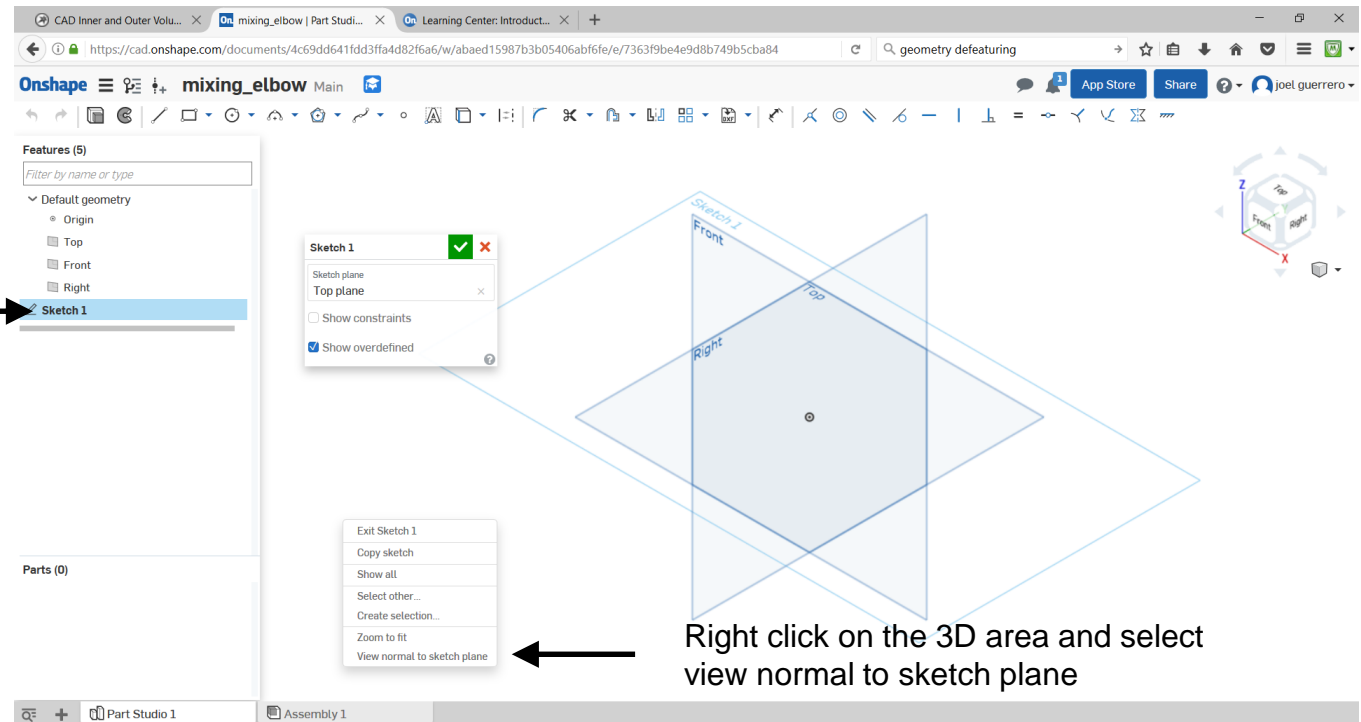 CAD Inner and Outer Volu...
mixing_elbow | Part Studi...
Learning Center: Introduct...
https://cad.onshape.com/documents/4c69dd641fdd3ffa4d82f6a6/w/abaed15987b3b05406abf6fe/e/7363f9be4e9d8b749b5cba84
geometry defeaturing
Onshape
mixing_elbow Main
1
App Store
Share
joel guerrero
Features (5)
Filter by name or type
Default geometry
Origin
Top
Front
Right
Sketch 1
Sketch 1
Sketch plane
Top plane
Show constraints
Show overdefined
Sketch 1
Front
Top
Right
Z
Top
Front
Right
X
Exit Sketch 1
Copy sketch
Show all
Select other...
Create selection...
Zoom to fit
View normal to sketch plane
Right click on the 3D area and select
view normal to sketch plane
Parts (0)
Part Studio 1
Assembly 1